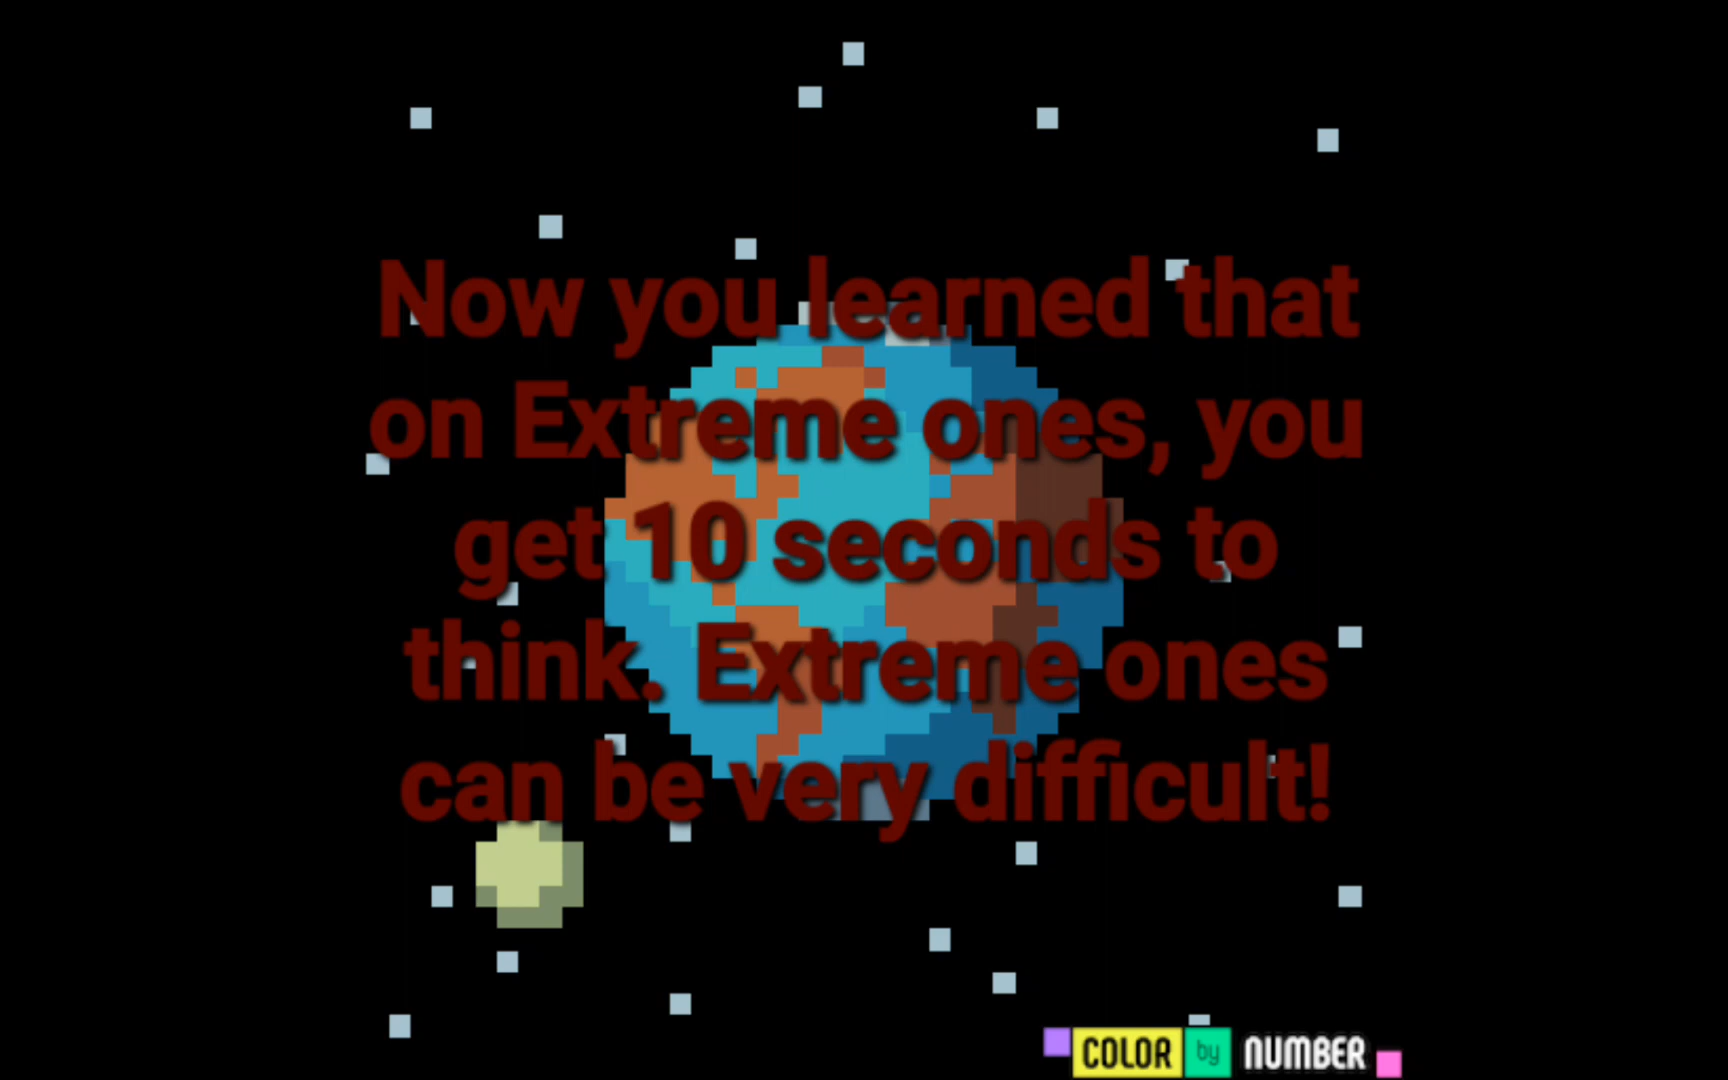 Now you learned that
on Extreme ones, you
get 10 seconds to
think. Extreme ones
can be very difficult!
COLOR by NUMBER